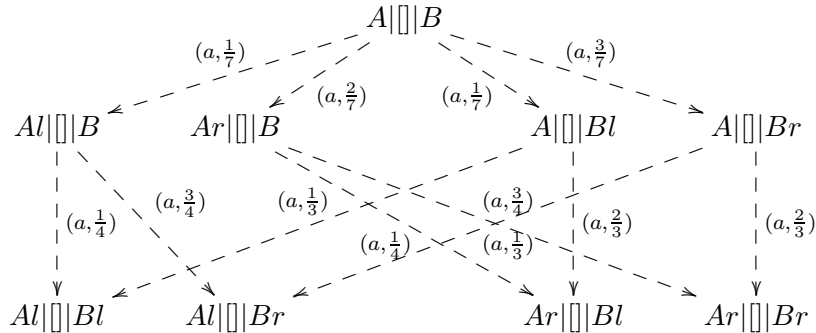 A|[]|B
(a, 1/7) (a, 2/7) (a, 1/7) (a, 3/7)
Al|[]|B Ar|[]|B A|[]|Bl A|[]|Br
(a, 1/4) (a, 3/4) (a, 1/3) (a, 1/4) (a, 3/4) (a, 1/3) (a, 2/3) (a, 2/3)
Al|[]|Bl Al|[]|Br Ar|[]|Bl Ar|[]|Br